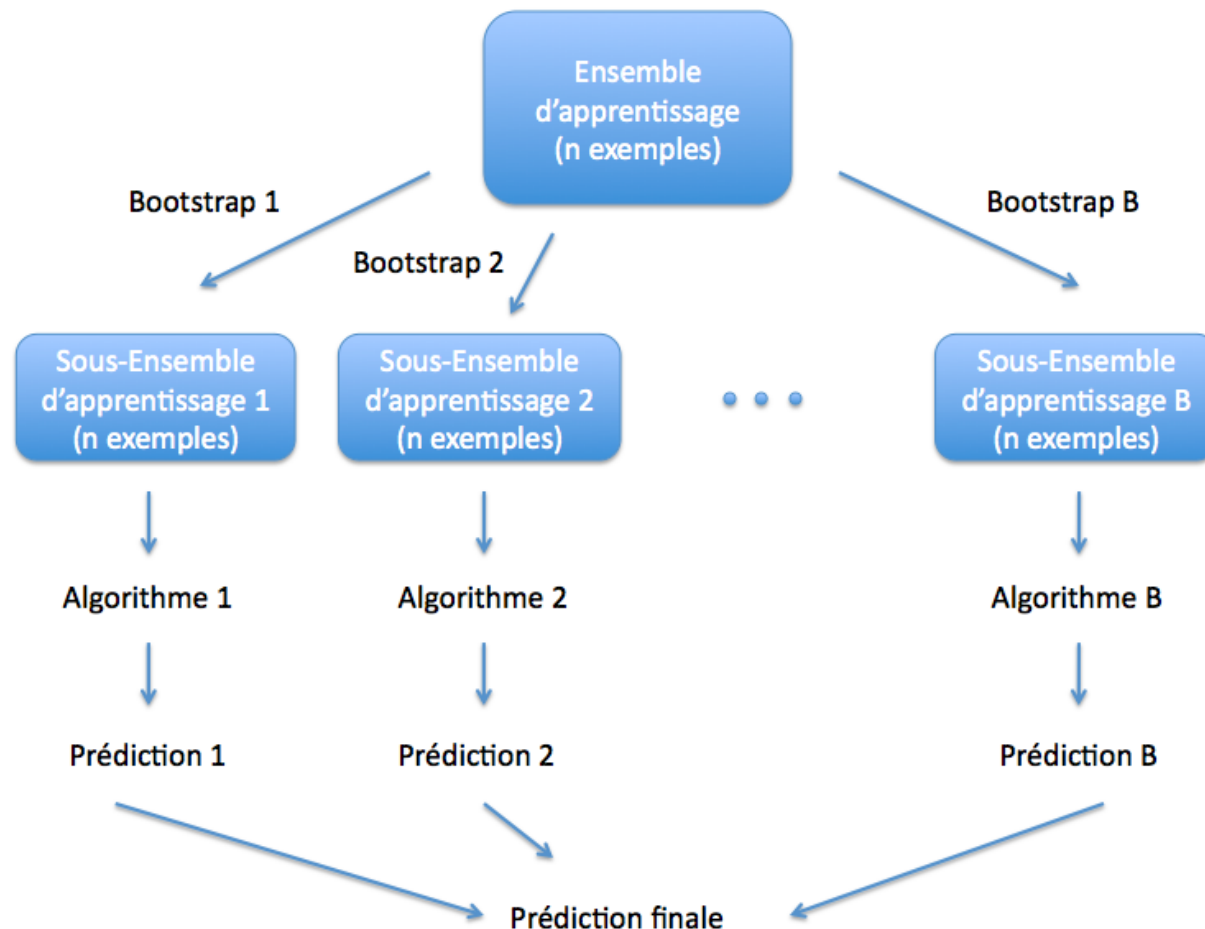 Ensemble
d'apprentissage
(n exemples)
Bootstrap 1
Bootstrap B
Bootstrap 2
Sous-Ensemble
d'apprentissage 1
(n exemples)
Sous-Ensemble
d'apprentissage 2
(n exemples)
Sous-Ensemble
d'apprentissage B
(n exemples)
Algorithme 1
Algorithme 2
Algorithme B
Prédiction 1
Prédiction 2
Prédiction B
Prédiction finale